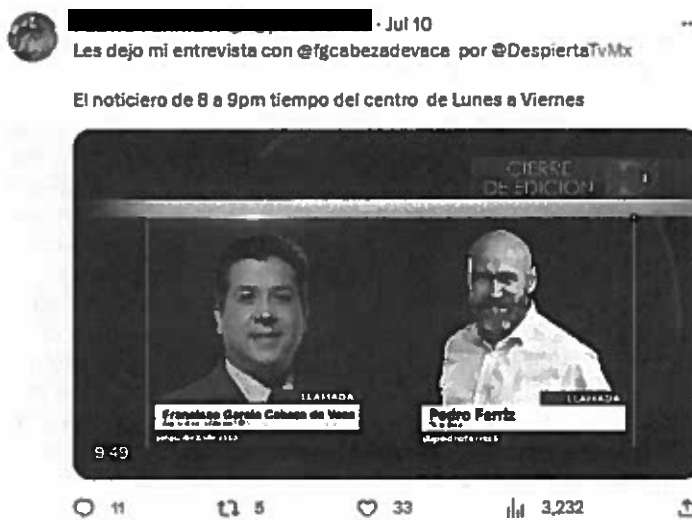 · Jul 10
Les dejo mi entrevista con @fgcabezadevaca por @DespiertaTvMx
El noticiero de 8 a 9pm tiempo del centro de Lunes a Viernes
CIERRE
DE EDICIÓN
LLAMADA
Francisco García Cabeza de Vaca
LLAMADA
Pedro Ferriz
9:49
11 5 33 3,232